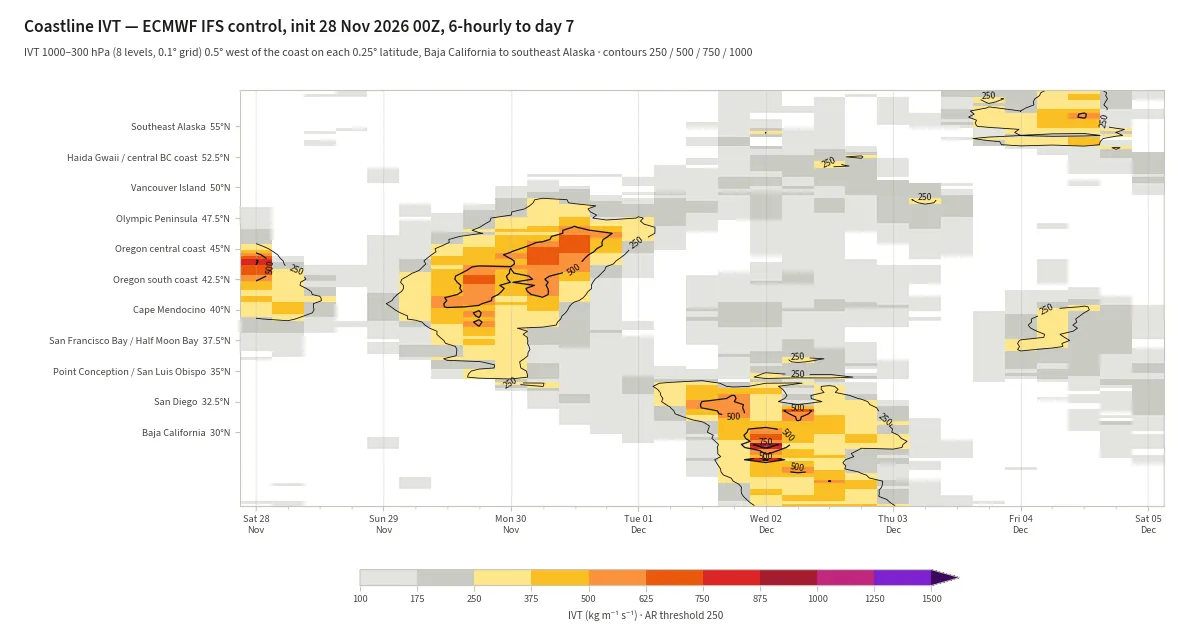 Coastline IVT — ECMWF IFS control, init 28 Nov 2026 00Z, 6-hourly to day 7
IVT 1000–300 hPa (8 levels, 0.1° grid) 0.5° west of the coast on each 0.25° latitude, Baja California to southeast Alaska · contours 250 / 500 / 750 / 1000
250
250
Southeast Alaska 55°N
Haida Gwaii / central BC coast 52.5°N
250
Vancouver Island 50°N
250
Olympic Peninsula 47.5°N
250
Oregon central coast 45°N
500
250
500
Oregon south coast 42.5°N
Cape Mendocino 40°N
250
San Francisco Bay / Half Moon Bay 37.5°N
250
Point Conception / San Luis Obispo 35°N
250
250
San Diego 32.5°N
500
500
250
Baja California 30°N
500
750
500
500
Sat 28 Sun 29 Mon 30 Tue 01 Wed 02 Thu 03 Fri 04 Sat 05
Nov Nov Nov Dec Dec Dec Dec Dec
100 175 250 375 500 625 750 875 1000 1250 1500
IVT (kg m⁻¹ s⁻¹) · AR threshold 250